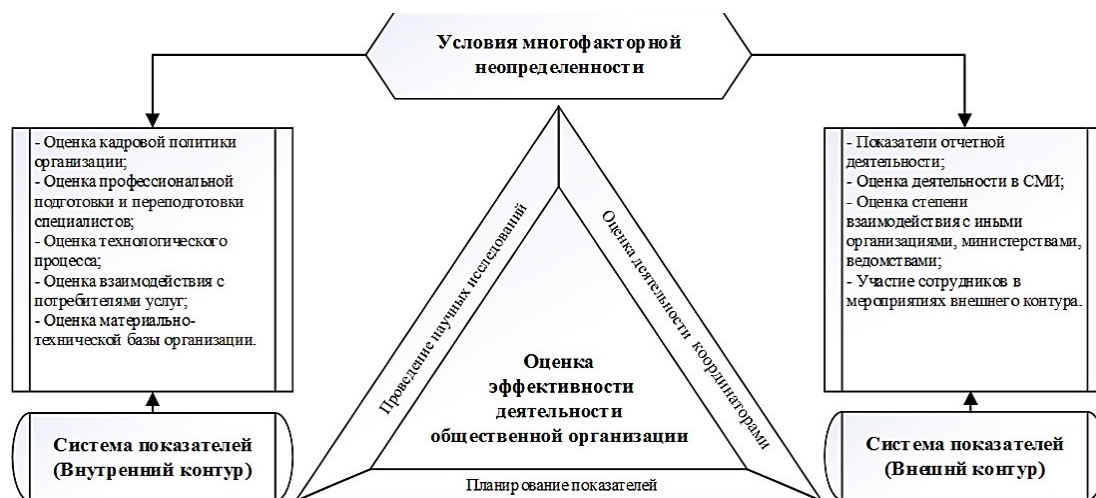 Условия многофакторной
неопределенности
- Оценка кадровой политики
организации;
- Оценка профессиональной
подготовки и переподготовки
специалистов;
- Оценка технологического
процесса;
- Оценка взаимодействия с
потребителями услуг;
- Оценка материально-
технической базы организации.
Система показателей
(Внутренний контур)
Проведение научных исследований
Оценка деятельности координаторами
Оценка
эффективности
деятельности
общественной организации
Планирование показателей
- Показатели отчетной
деятельности;
- Оценка деятельности в СМИ;
- Оценка степени
взаимодействия с иными
организациями, министерствами,
ведомствами;
- Участие сотрудников в
мероприятиях внешнего контура.
Система показателей
(Внешнй контур)